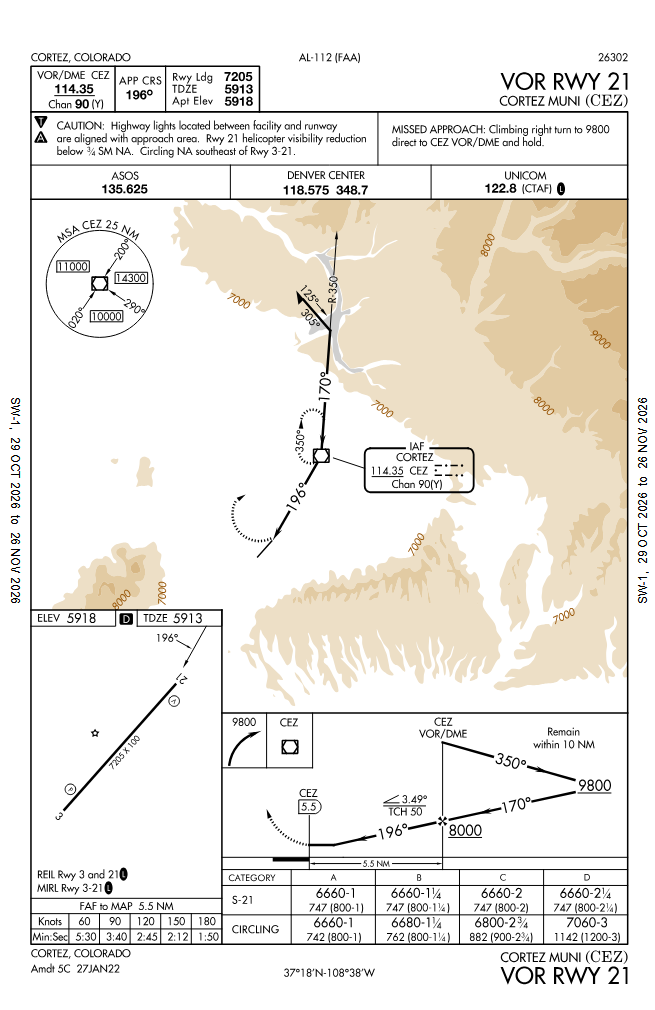 CORTEZ, COLORADO
AL-112 (FAA)
26302
VOR/DME CEZ
114.35
Chan 90 (Y)
APP CRS
196°
Rwy Ldg 7205
TDZE 5913
Apt Elev 5918
VOR RWY 21
CORTEZ MUNI (CEZ)
T
A
CAUTION: Highway lights located between facility and runway
are aligned with approach area. Rwy 21 helicopter visibility reduction
below ¾ SM NA. Circling NA southeast of Rwy 3-21.
MISSED APPROACH: Climbing right turn to 9800
direct to CEZ VOR/DME and hold.
ASOS
135.625
DENVER CENTER
118.575 348.7
UNICOM
122.8 (CTAF) L
MSA CEZ 25 NM
200°
11000
14300
290°
10000
020°
7000
8000
9000
8000
7000
R-350
125°
305°
170°
350°
IAF
CORTEZ
114.35 CEZ
Chan 90(Y)
196°
7000
7000
8000
7000
SW-1, 29 OCT 2026 to 26 NOV 2026
SW-1, 29 OCT 2026 to 26 NOV 2026
ELEV 5918
D
TDZE 5913
196°
21
V
7205 X 100
P
3
REIL Rwy 3 and 21 L
MIRL Rwy 3-21 L
FAF to MAP 5.5 NM
Knots 60 90 120 150 180
Min:Sec 5:30 3:40 2:45 2:12 1:50
9800
CEZ
CEZ
VOR/DME
Remain
within 10 NM
350°
9800
170°
CEZ
5.5
3.49°
TCH 50
196°
8000
5.5 NM
CATEGORY A B C D
S-21
6660-1
747 (800-1)
6660-1¼
747 (800-1¼)
6660-2
747 (800-2)
6660-2¼
747 (800-2¼)
CIRCLING
6660-1
742 (800-1)
6680-1¼
762 (800-1¼)
6800-2¾
882 (900-2¾)
7060-3
1142 (1200-3)
CORTEZ, COLORADO
Amdt 5C 27JAN22
37°18'N-108°38'W
CORTEZ MUNI (CEZ)
VOR RWY 21